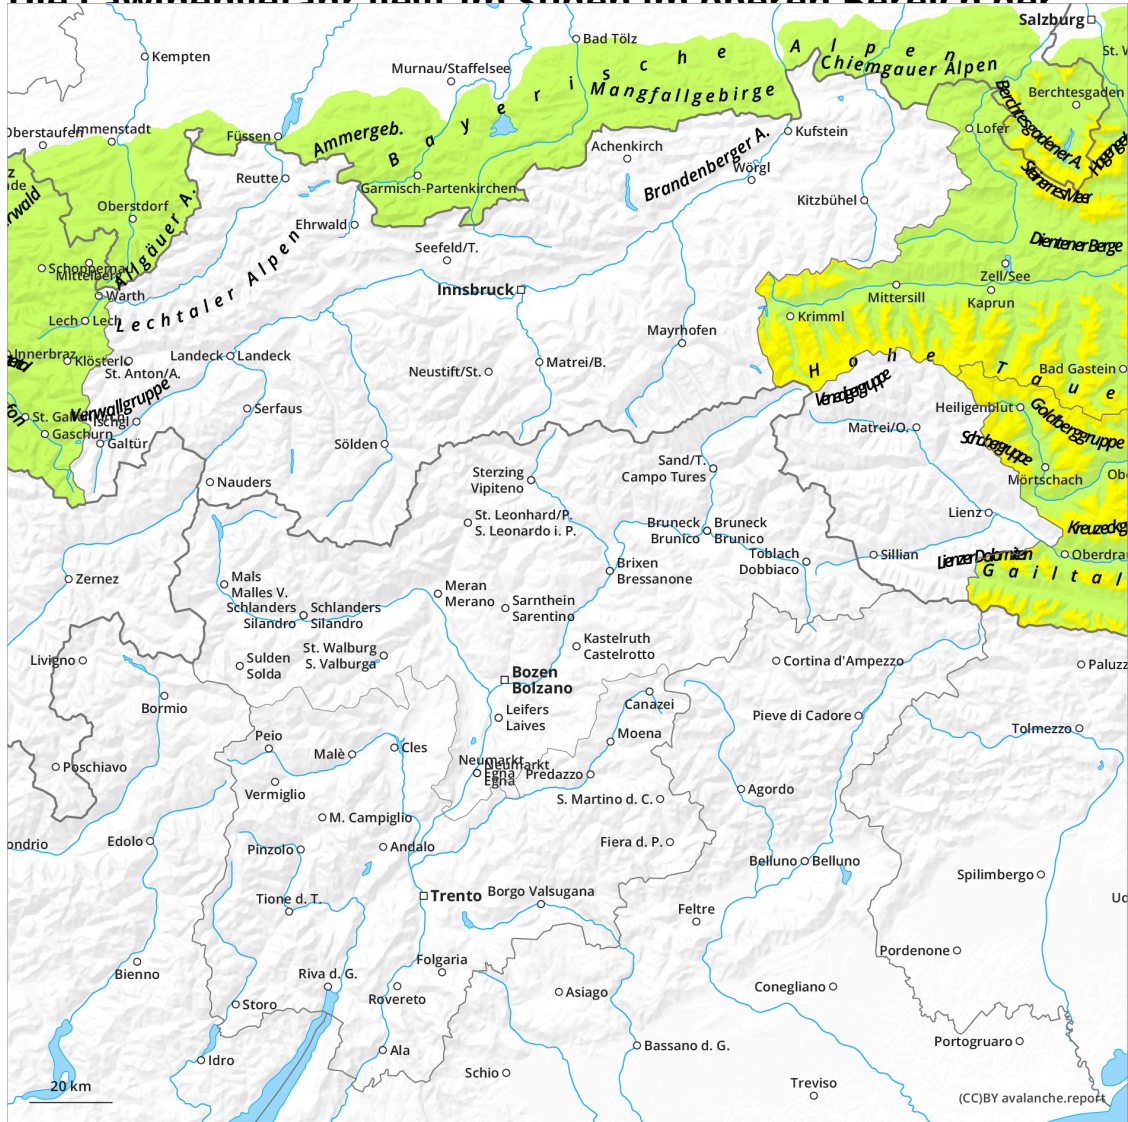 Salzburg
Bad Tölz
Kempten
Murnau/Staffelsee
Bayerische Alpen
Chiemgauer Alpen
Mangfallgebirge
Berchtesgaden
Berchtesgadener A.
Oberstaufen
Immenstadt
Füssen
Ammergeb.
Kufstein
Lofer
Achenkirch
Brandenberger A.
Wörgl
Steinernes Meer
Reutte
Garmisch-Partenkirchen
Kitzbühel
Oberstdorf
Allgäuer A.
Ehrwald
Lechtaler Alpen
Seefeld/T.
Dientener Berge
Schoppernau
Mittelberg
Zell/See
Warth
Innsbruck
Mittersill
Kaprun
Lech
Lech
Krimml
Mayrhofen
Innerbraz
Klösterle
Landeck
Landeck
St. Anton/A.
Neustift/St.
Matrei/B.
Hohe Taue
Bad Gastein
Verwallgruppe
Venedigergruppe
Serfaus
Heiligenblut
Goldberggruppe
Ischgl
Gaschurn
Galtür
Sölden
Matrei/O.
Schobergruppe
Nauders
Sterzing
Vipiteno
Sand/T.
Campo Tures
Mörtschach
St. Leonhard/P.
S. Leonardo i. P.
Bruneck
Brunico
Bruneck
Brunico
Lienz
Toblach
Dobbiaco
Sillian
Lienzer Dolomiten
Gailtal
Zernez
Mals
Malles V.
Brixen
Bressanone
Meran
Merano
Schlanders
Silandro
Schlanders
Silandro
Sarnthein
Sarentino
Kastelruth
Castelrotto
Livigno
Sulden
Solda
St. Walburg
S. Valburga
Cortina d'Ampezzo
Bozen
Bolzano
Bormio
Canazei
Leifers
Laives
Pieve di Cadore
Tolmezzo
Peio
Malè
Cles
Moena
Poschiavo
Neumarkt
Egna
Neumarkt
Egna
Predazzo
Vermiglio
S. Martino d. C.
Agordo
M. Campiglio
Edolo
Pinzolo
Andalo
Fiera d. P.
Belluno
Belluno
Spilimbergo
Tione d. T.
Trento
Borgo Valsugana
Feltre
Pordenone
Bienno
Riva d. G.
Folgaria
Storo
Rovereto
Asiago
Conegliano
Idro
Ala
Schio
Bassano d. G.
Portogruaro
Treviso
20 km
(CC)BY avalanche.report